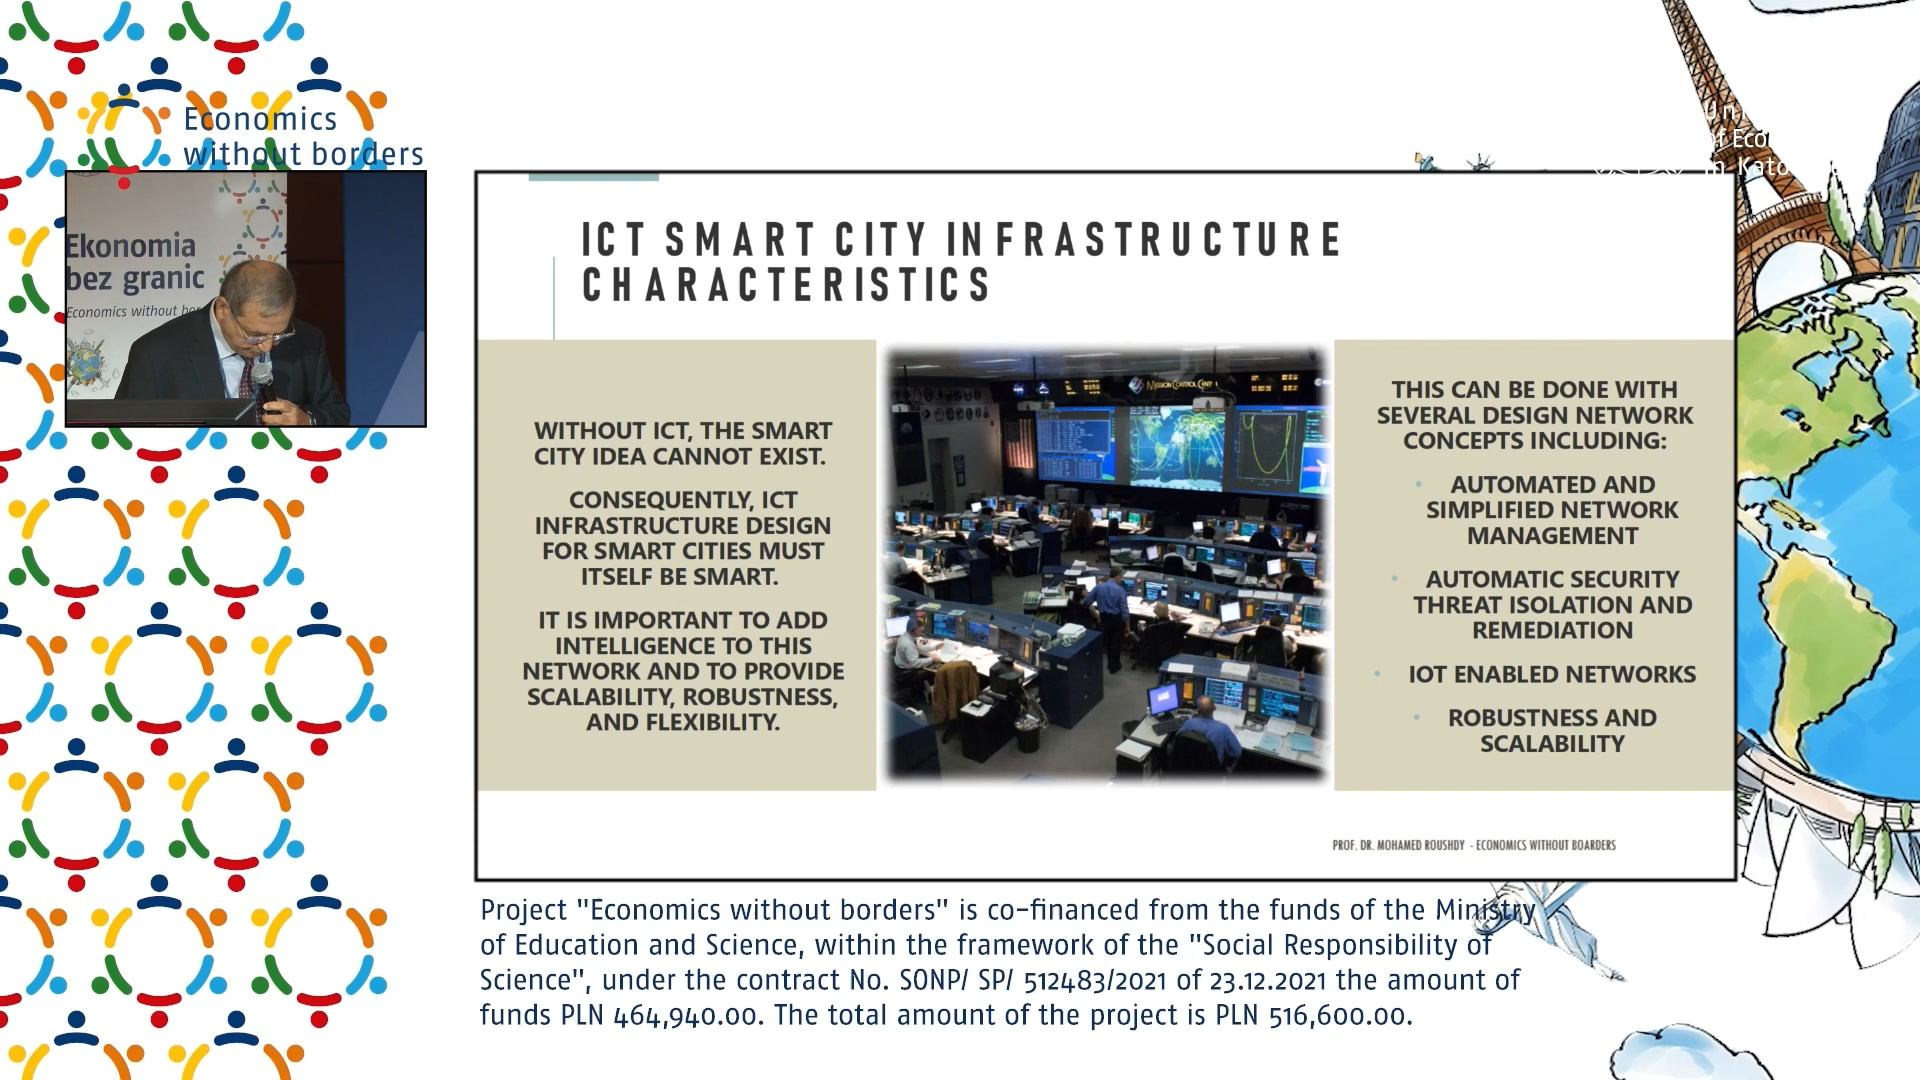 Economics
without borders
Ekonomia
bez granic
Economics without
ICT SMART CITY INFRASTRUCTURE
CHARACTERISTICS
WITHOUT ICT, THE SMART
CITY IDEA CANNOT EXIST.
CONSEQUENTLY, ICT
INFRASTRUCTURE DESIGN
FOR SMART CITIES MUST
ITSELF BE SMART.
IT IS IMPORTANT TO ADD
INTELLIGENCE TO THIS
NETWORK AND TO PROVIDE
SCALABILITY, ROBUSTNESS,
AND FLEXIBILITY.
MISSION CONTROL CENTER
THIS CAN BE DONE WITH
SEVERAL DESIGN NETWORK
CONCEPTS INCLUDING:
• AUTOMATED AND
SIMPLIFIED NETWORK
MANAGEMENT
• AUTOMATIC SECURITY
THREAT ISOLATION AND
REMEDIATION
• IOT ENABLED NETWORKS
• ROBUSTNESS AND
SCALABILITY
PROF. DR. MOHAMED ROUSHDY - ECONOMICS WITHOUT BOARDERS
Project "Economics without borders" is co-financed from the funds of the Ministry
of Education and Science, within the framework of the "Social Responsibility of
Science", under the contract No. SONP/ SP/ 512483/2021 of 23.12.2021 the amount of
funds PLN 464,940.00. The total amount of the project is PLN 516,600.00.